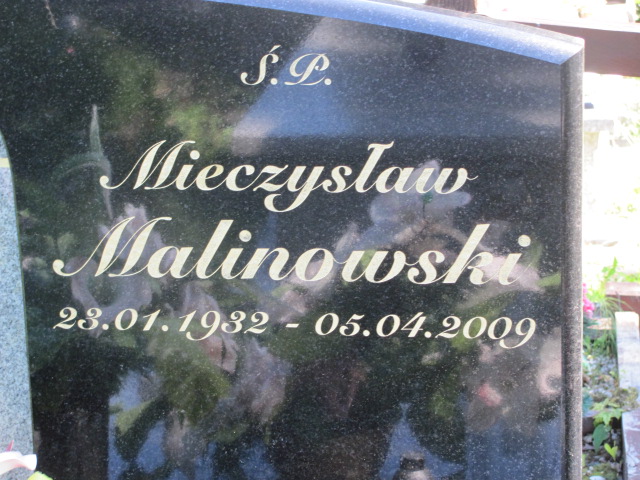 Ś.P.
Mieczysław
Malinowski
23.01.1932 - 05.04.2009